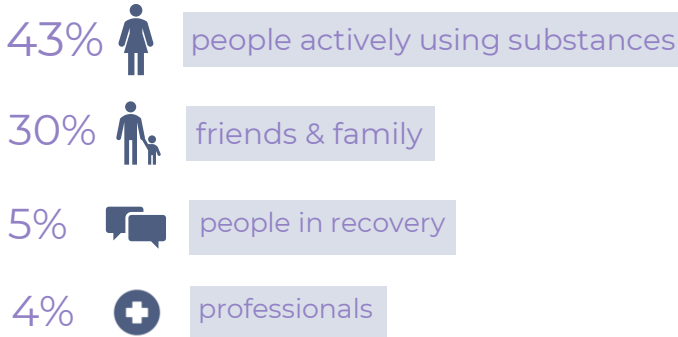 43% people actively using substances
30% friends & family
5% people in recovery
4% professionals